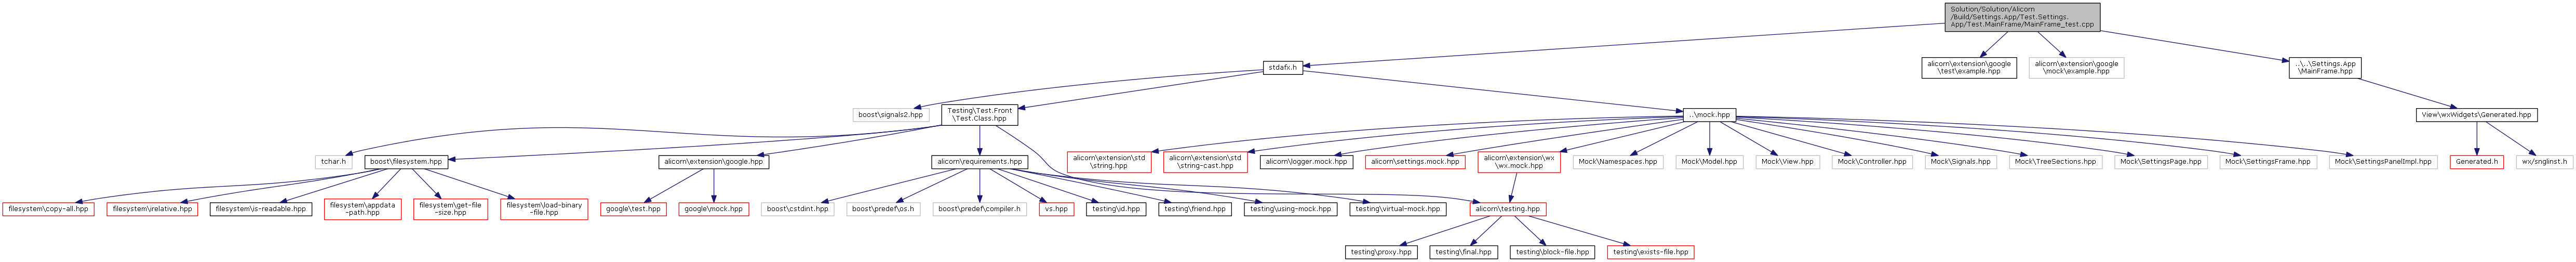 Solution/Solution/Alicorn
/Build/Settings.App/Test.Settings.
App/Test.MainFrame/MainFrame_test.cpp
stdafx.h
alicorn\extension\google
\test\example.hpp
alicorn\extension\google
\mock\example.hpp
..\..\Settings.App
\MainFrame.hpp
boost\signals2.hpp
Testing\Test.Front
\Test.Class.hpp
..\mock.hpp
View\wxWidgets\Generated.hpp
tchar.h
boost\filesystem.hpp
alicorn\extension\google.hpp
alicorn\requirements.hpp
alicorn\extension\std
\string.hpp
alicorn\extension\std
\string-cast.hpp
alicorn\logger.mock.hpp
alicorn\settings.mock.hpp
alicorn\extension\wx
\wx.mock.hpp
Mock\Namespaces.hpp
Mock\Model.hpp
Mock\View.hpp
Mock\Controller.hpp
Mock\Signals.hpp
Mock\TreeSections.hpp
Mock\SettingsPage.hpp
Mock\SettingsFrame.hpp
Mock\SettingsPanelImpl.hpp
Generated.h
wx/snglinst.h
filesystem\copy-all.hpp
filesystem\irelative.hpp
filesystem\is-readable.hpp
filesystem\appdata
-path.hpp
filesystem\get-file
-size.hpp
filesystem\load-binary
-file.hpp
google\test.hpp
google\mock.hpp
boost\cstdint.hpp
boost\predef\os.h
boost\predef\compiler.h
vs.hpp
testing\id.hpp
testing\friend.hpp
testing\using-mock.hpp
testing\virtual-mock.hpp
alicorn\testing.hpp
testing\proxy.hpp
testing\final.hpp
testing\block-file.hpp
testing\exists-file.hpp